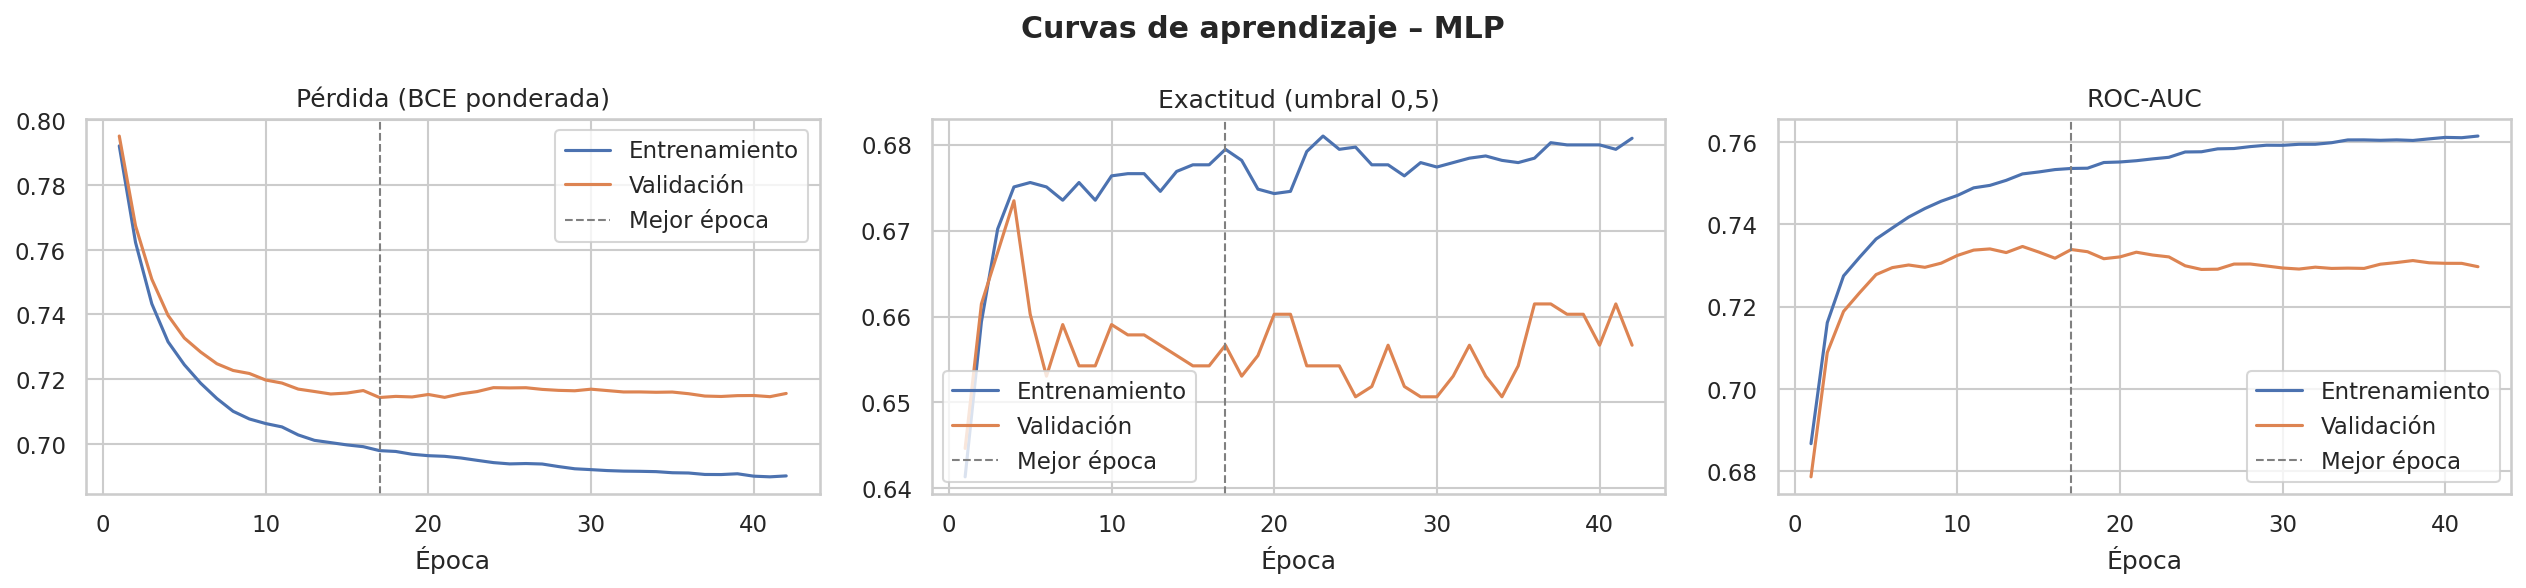 Curvas de aprendizaje – MLP
Pérdida (BCE ponderada)
0.80
0.78
0.76
0.74
0.72
0.70
0
10
20
30
40
Época
Entrenamiento
Validación
Mejor época
Exactitud (umbral 0,5)
0.68
0.67
0.66
0.65
0.64
0
10
20
30
40
Época
Entrenamiento
Validación
Mejor época
ROC-AUC
0.76
0.74
0.72
0.70
0.68
0
10
20
30
40
Época
Entrenamiento
Validación
Mejor época